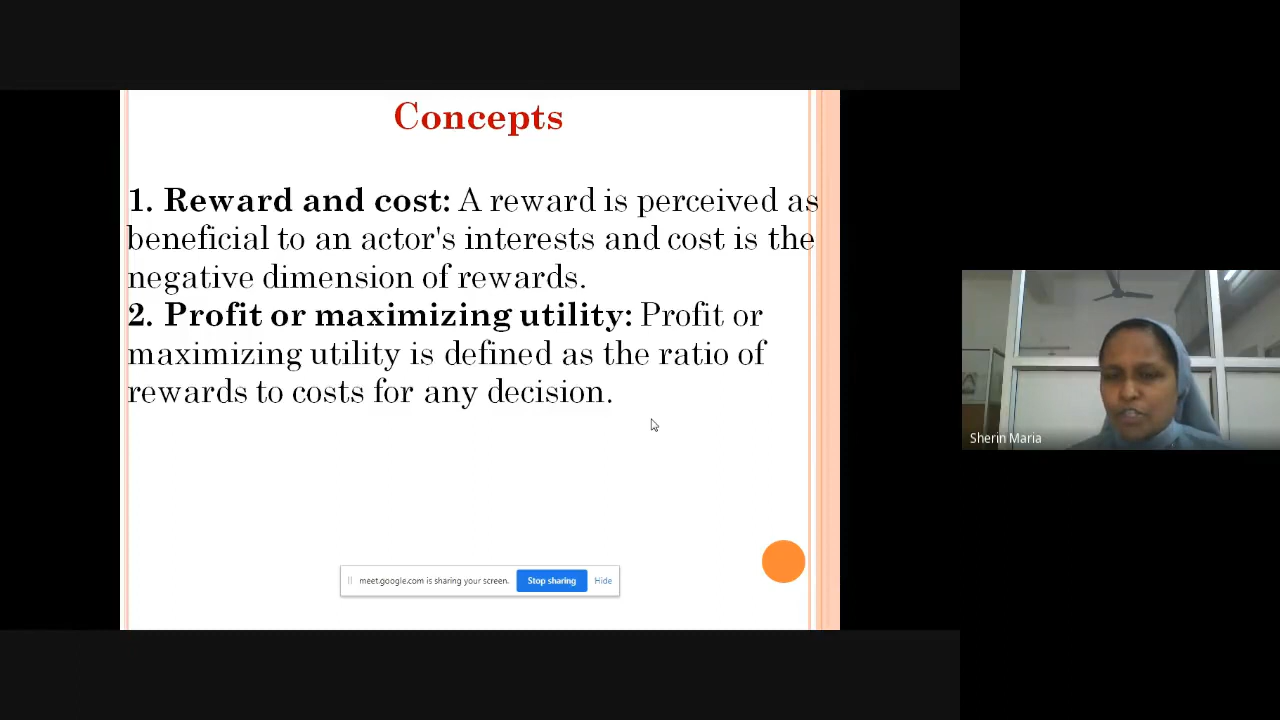 Concepts
1. Reward and cost: A reward is perceived as
beneficial to an actor's interests and cost is the
negative dimension of rewards.
2. Profit or maximizing utility: Profit or
maximizing utility is defined as the ratio of
rewards to costs for any decision.
meet.google.com is sharing your screen. Stop sharing Hide
Sherin Maria